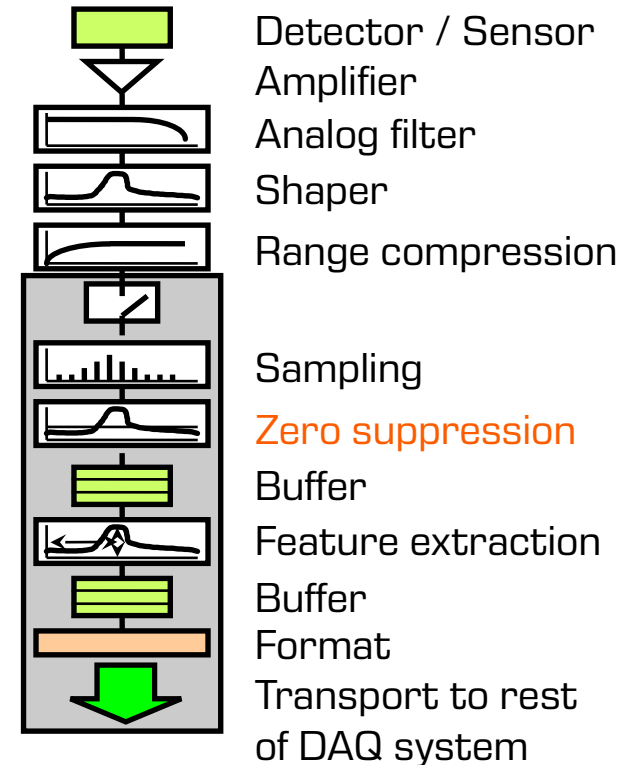 Detector / Sensor
Amplifier
Analog filter
Shaper
Range compression
Sampling
Zero suppression
Buffer
Feature extraction
Buffer
Format
Transport to rest
of DAQ system